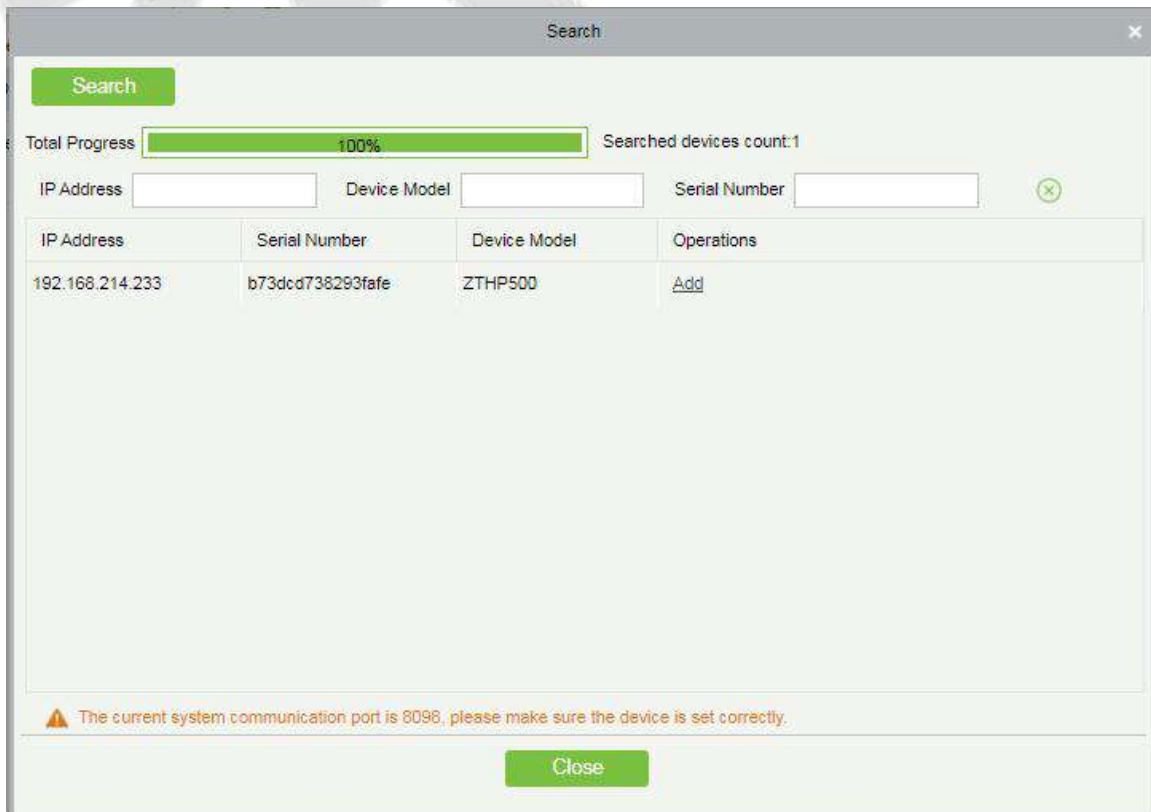 Search
Search
Total Progress 100% Searched devices count:1
IP Address Device Model Serial Number
IP Address Serial Number Device Model Operations
192.168.214.233 b73dcd738293fafe ZTHP500 Add
The current system communication port is 8098, please make sure the device is set correctly.
Close